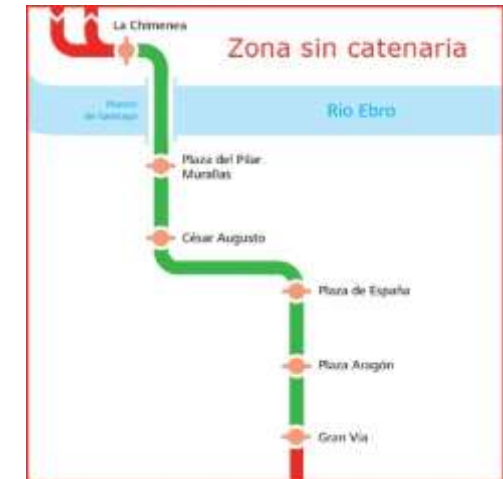 La Chimenea
Zona sin catenaria
Puente
de Santiago
Río Ebro
Plaza del Pilar
Murallas
César Augusto
Plaza de España
Plaza Aragón
Gran Vía